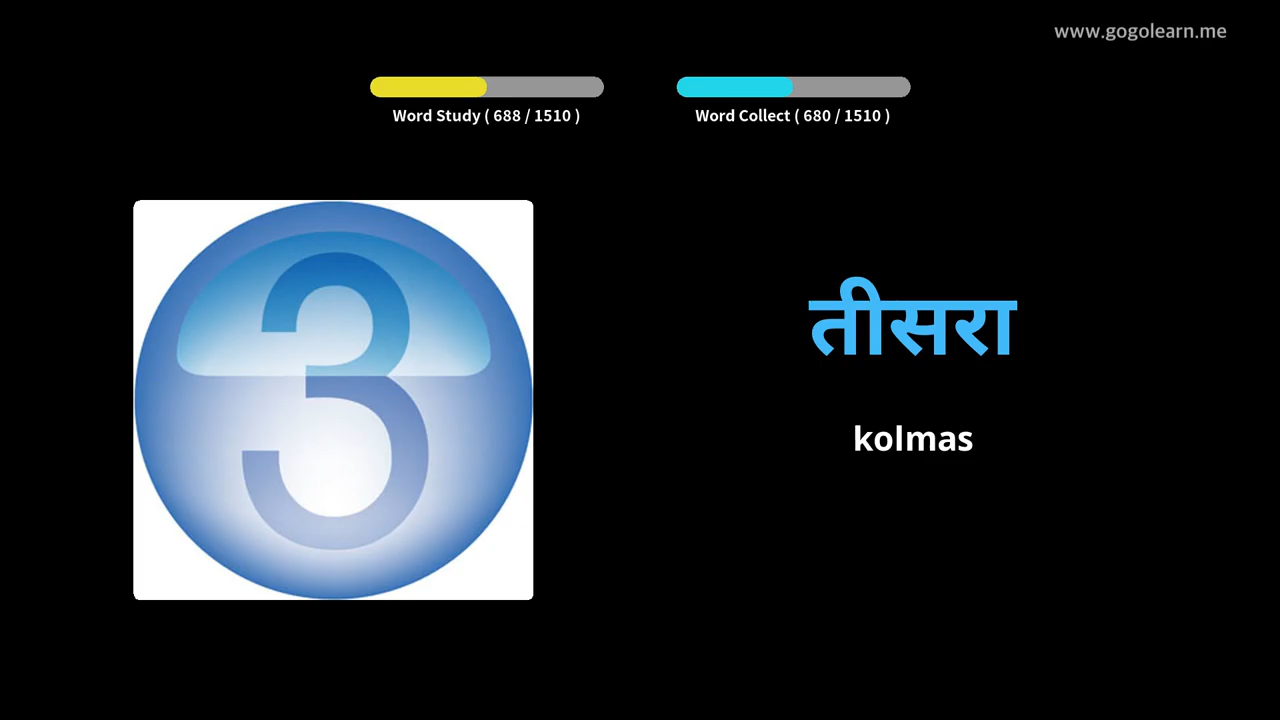 www.gogolearn.me
Word Study ( 688 / 1510 )
Word Collect ( 680 / 1510 )
3
तीसरा
kolmas